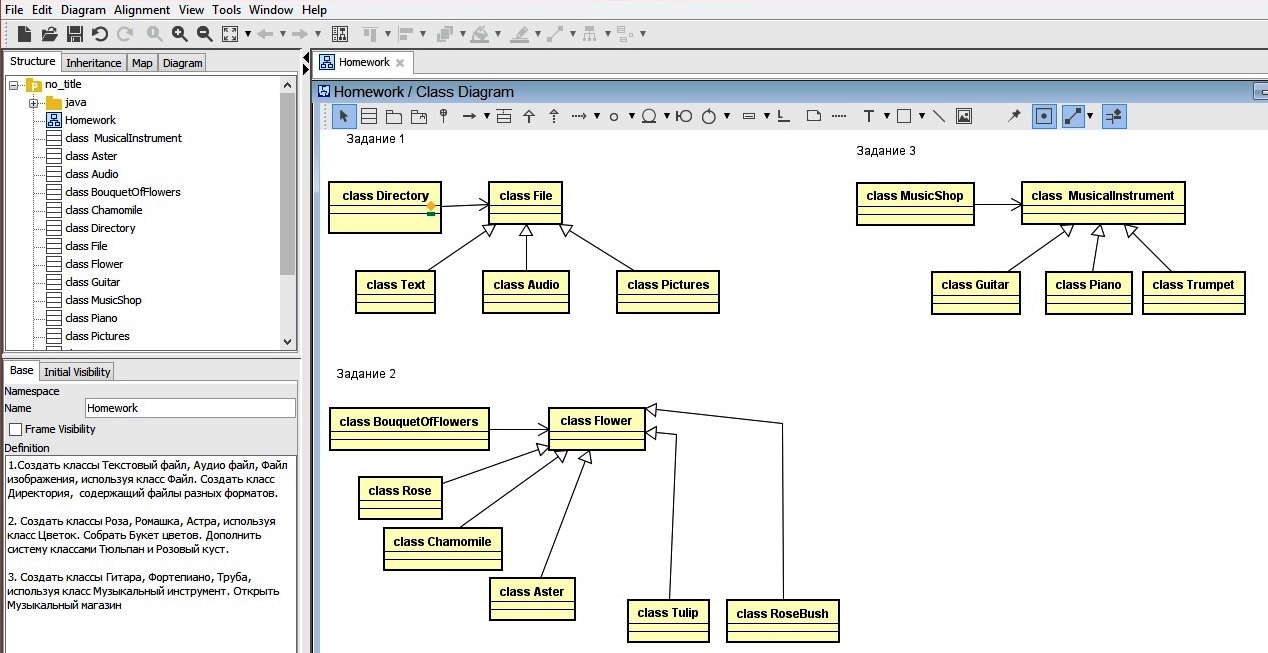 File Edit Diagram Alignment View Tools Window Help
Structure Inheritance Map Diagram
no_title
java
Homework
class  MusicalInstrument
class Aster
class Audio
class BouquetOfFlowers
class Chamomile
class Directory
class File
class Flower
class Guitar
class MusicShop
class Piano
class Pictures
Base Initial Visibility
Namespace
Name Homework
Frame Visibility
Definition
1.Создать классы Текстовый файл, Аудио файл, Файл
изображения, используя класс Файл. Создать класс
Директория,  содержащий файлы разных форматов.
2. Создать классы Роза, Ромашка, Астра, используя
класс Цветок. Собрать Букет цветов. Дополнить
систему классами Тюльпан и Розовый куст.
3. Создать классы Гитара, Фортепиано, Труба,
используя класс Музыкальный инструмент. Открыть
Музыкальный магазин
Homework
Homework / Class Diagram
Задание 1
class Directory
class File
class Text
class Audio
class Pictures
Задание 3
class MusicShop
class  MusicalInstrument
class Guitar
class Piano
class Trumpet
Задание 2
class BouquetOfFlowers
class Flower
class Rose
class Chamomile
class Aster
class Tulip
class RoseBush